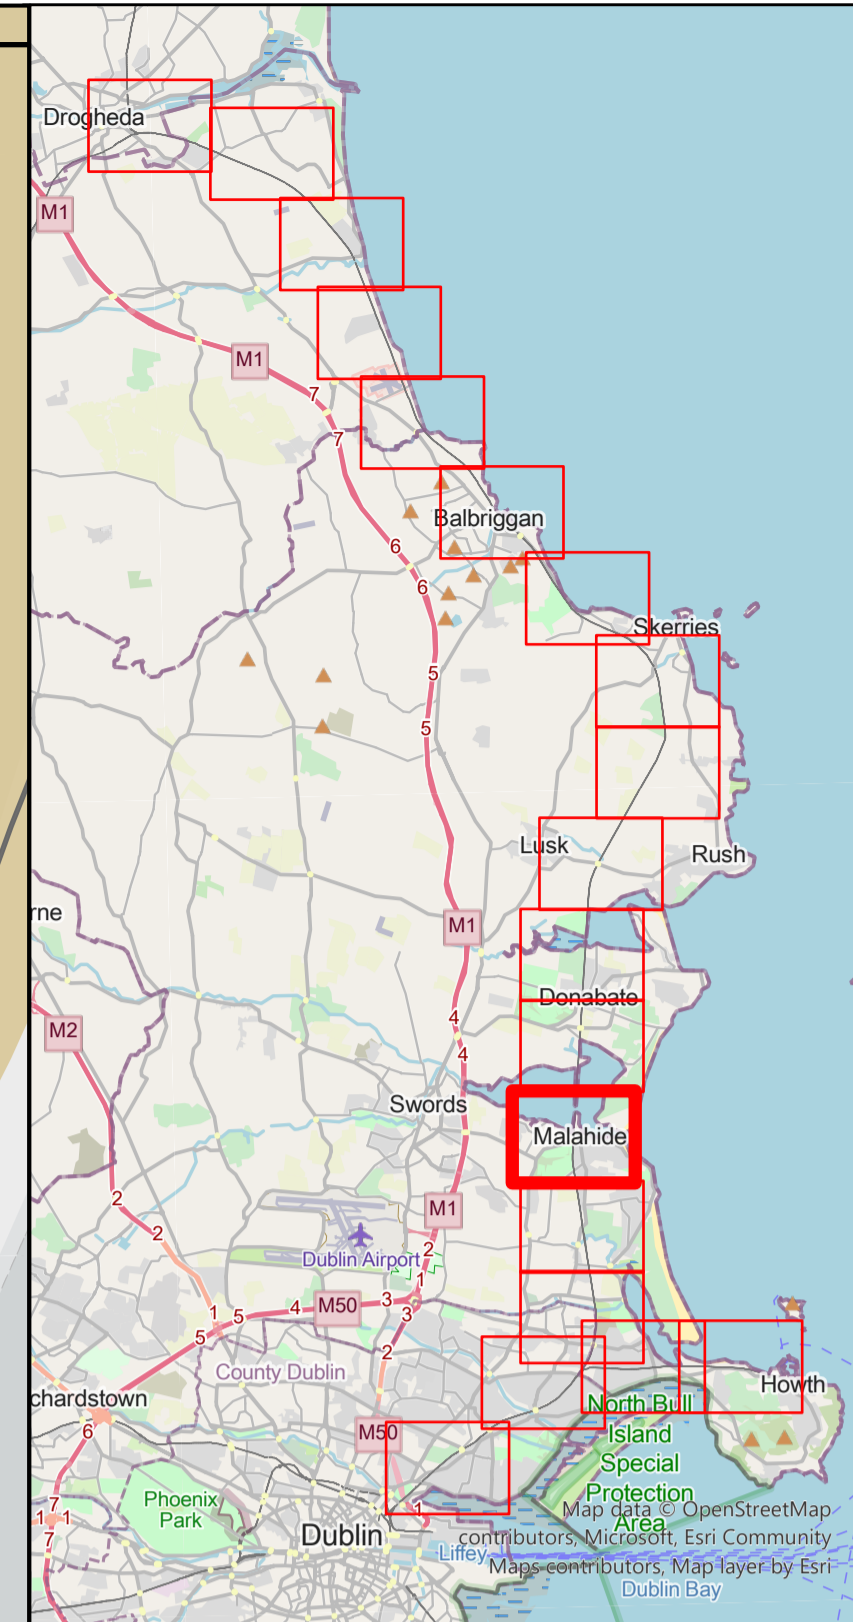 Drogheda
M1
M1
7
7
Balbriggan
6
6
Skerries
5
5
Lusk
Rush
rne
M1
Donabate
M2
4
4
Swords
Malahide
2
M1
2
Dublin Airport
2
1
M50
4
3
5
1
3
5
2
County Dublin
chardstown
Howth
North Bull
Island
Special
Protection
Area
M50
6
Phoenix
Park
7
1
1
7
1
Dublin
Liffey
Map data © OpenStreetMap
contributors, Microsoft, Esri Community
Maps contributors, Map layer by Esri
Dublin Bay